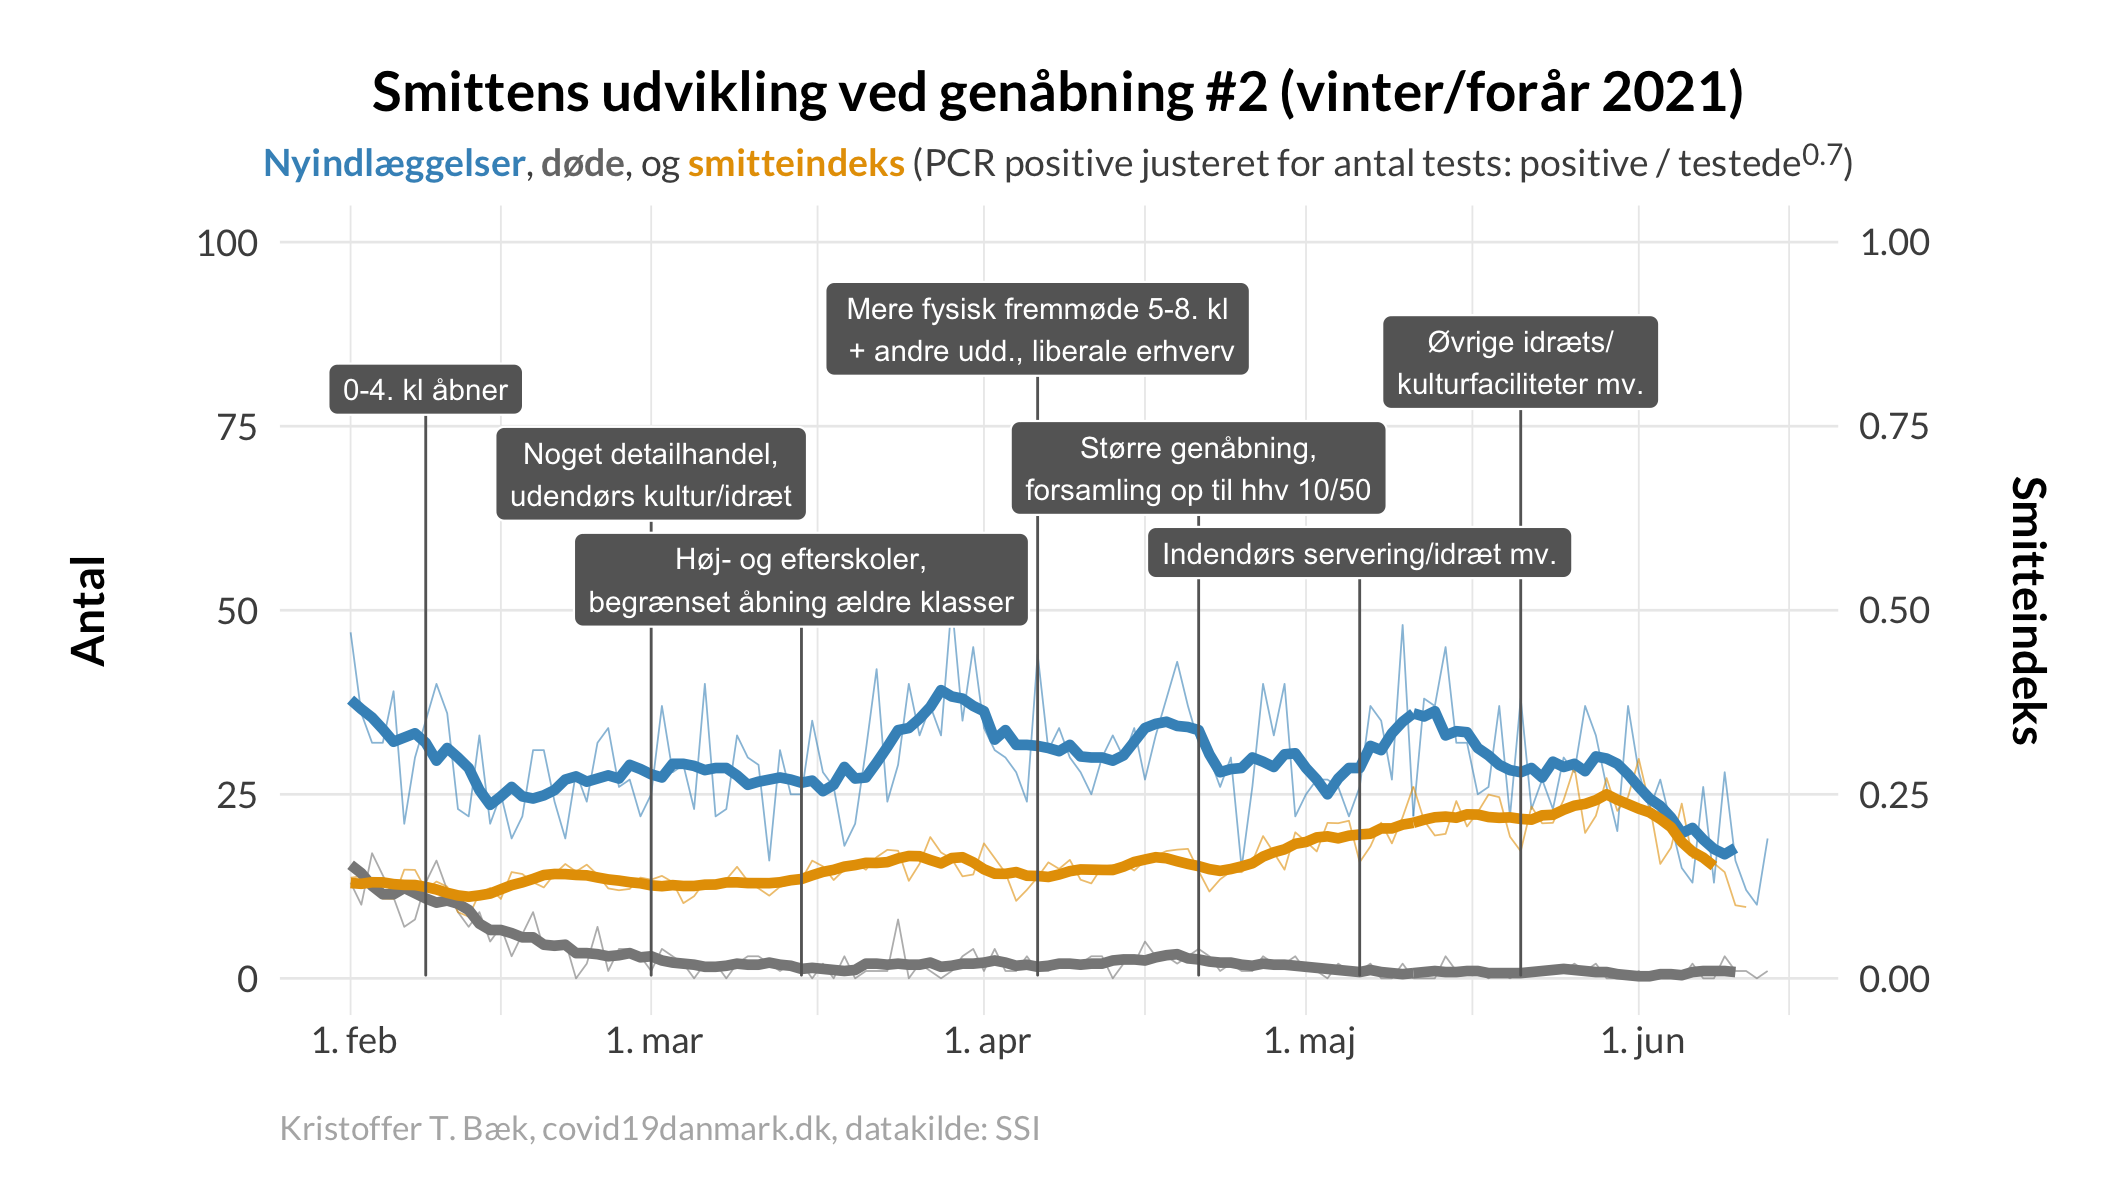 Smittens udvikling ved genåbning #2 (vinter/forår 2021)
Nyindlæggelser, døde, og smitteindeks (PCR positive justeret for antal tests: positive / testede^0.7)
100
75
50
25
0
Antal
1.00
0.75
0.50
0.25
0.00
Smitteindeks
0-4. kl åbner
Noget detailhandel,
udendørs kultur/idræt
Høj- og efterskoler,
begrænset åbning ældre klasser
Mere fysisk fremmøde 5-8. kl
+ andre udd., liberale erhverv
Større genåbning,
forsamling op til hhv 10/50
Indendørs servering/idræt mv.
Øvrige idræts/
kulturfaciliteter mv.
1. feb
1. mar
1. apr
1. maj
1. jun
Kristoffer T. Bæk, covid19danmark.dk, datakilde: SSI